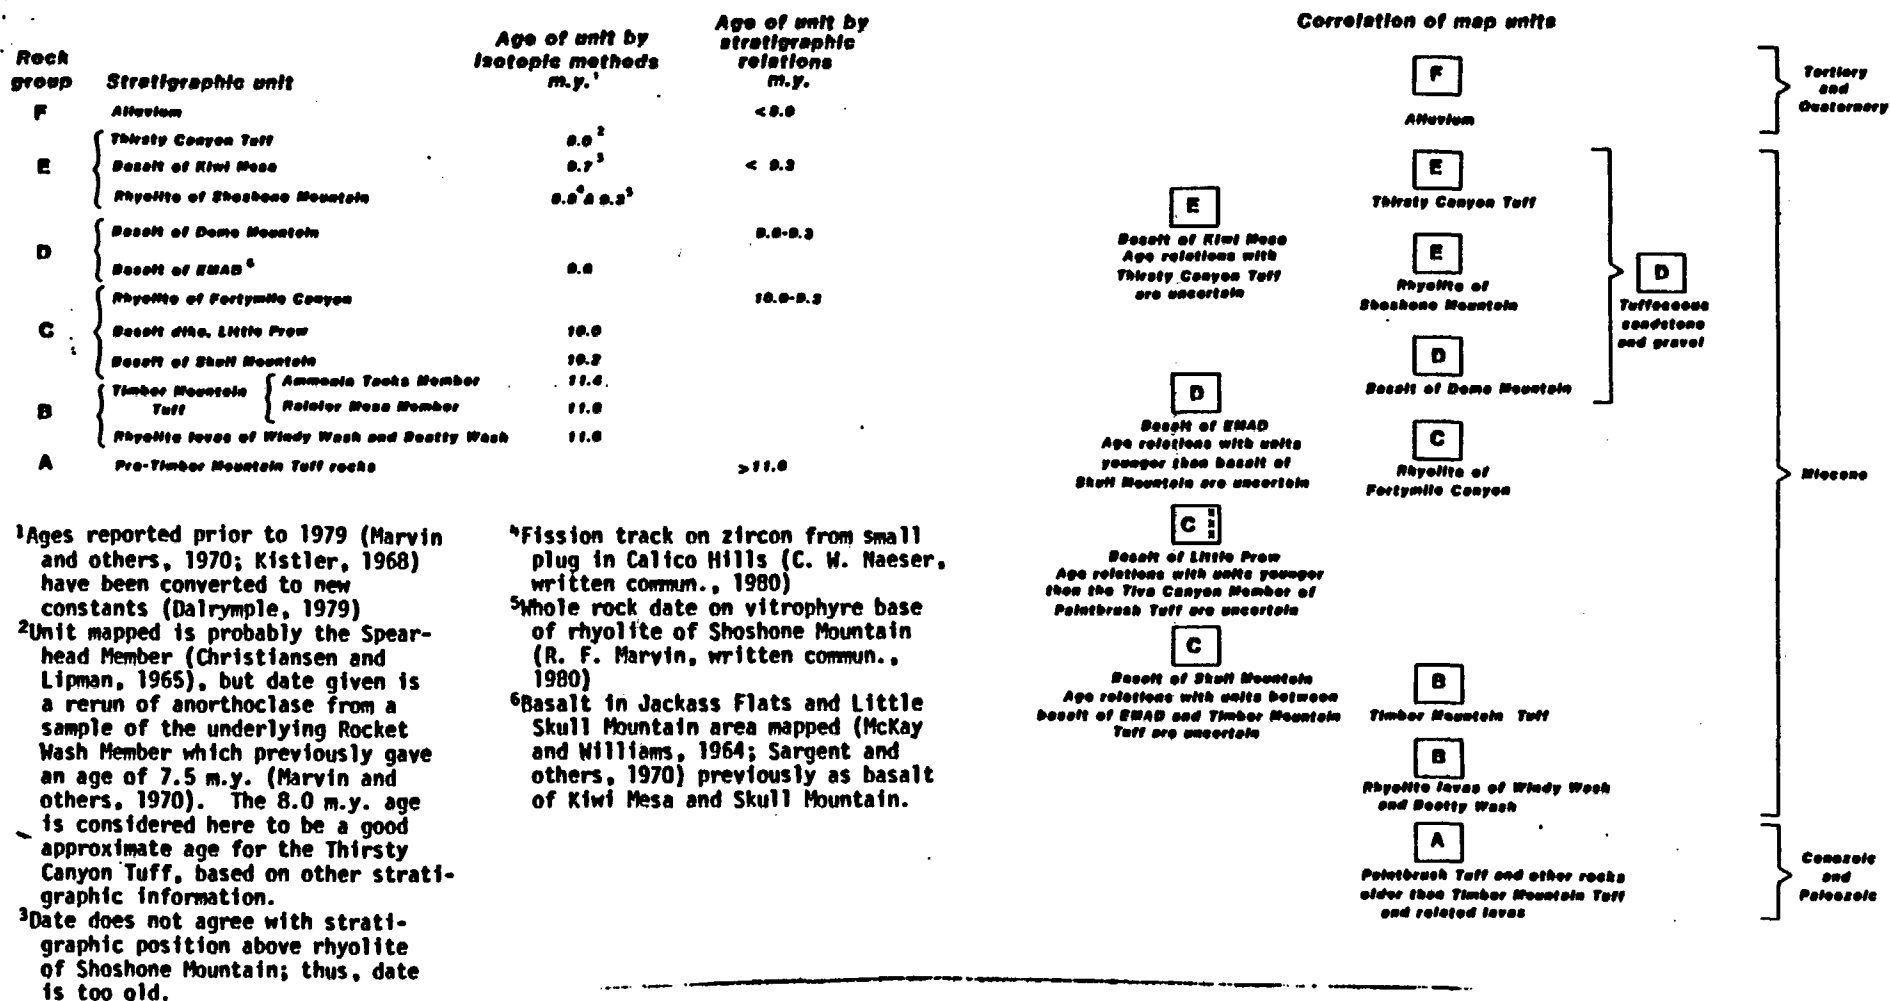 Rock group
Stratigraphic unit
Age of unit by isotopic methods m.y.¹
Age of unit by stratigraphic relations m.y.
F Alluvium <8.0
E
Thirsty Canyon Tuff 8.0²
Basalt of Kiwi Mesa 9.7³ < 9.3
Rhyolite of Shoshone Mountain
D
Basalt of Dome Mountain
Basalt of EMAD⁶
C
Rhyolite of Fortymile Canyon
Basalt dike, Little Prow 10.0
Basalt of Skull Mountain 10.2
B
Timber Mountain Tuff
Ammonia Tanks Member
Rainier Mesa Member
Rhyolite lavas of Windy Wash and Beatty Wash
A Pre-Timber Mountain Tuff rocks
¹Ages reported prior to 1979 (Marvin
and others, 1970; Kistler, 1968)
have been converted to new
constants (Dalrymple, 1979)
²Unit mapped is probably the Spear-
head Member (Christiansen and
Lipman, 1965), but date given is
a rerun of anorthoclase from a
sample of the underlying Rocket
Wash Member which previously gave
an age of 7.5 m.y. (Marvin and
others, 1970). The 8.0 m.y. age
is considered here to be a good
approximate age for the Thirsty
Canyon Tuff, based on other strati-
graphic information.
³Date does not agree with strati-
graphic position above rhyolite
of Shoshone Mountain; thus, date
is too old.
⁴Fission track on zircon from small
plug in Calico Hills (C. W. Naeser,
written commun., 1980)
⁵Whole rock date on vitrophyre base
of rhyolite of Shoshone Mountain
(R. F. Marvin, written commun.,
1980)
⁶Basalt in Jackass Flats and Little
Skull Mountain area mapped (McKay
and Williams, 1964; Sargent and
others, 1970) previously as basalt
of Kiwi Mesa and Skull Mountain.
Correlation of map units
F
Alluvium
Tertiary
and
Quaternary
E
Thirsty Canyon Tuff
E
Basalt of Kiwi Mesa
Age relations with
Thirsty Canyon Tuff
are uncertain
E
Rhyolite of
Shoshone Mountain
D
Tuffaceous
sandstone
and gravel
D
Basalt of Dome Mountain
D
Basalt of EMAD
Age relations with units
younger than basalt of
Skull Mountain are uncertain
C
Rhyolite of
Fortymile Canyon
Miocene
C
Basalt of Little Prow
Age relations with units younger
than the Tiva Canyon Member of
Paintbrush Tuff are uncertain
C
Basalt of Skull Mountain
Age relations with units between
basalt of EMAD and Timber Mountain
Tuff are uncertain
B
Timber Mountain Tuff
B
Rhyolite lavas of Windy Wash
and Beatty Wash
A
Paintbrush Tuff and other rocks
older than Timber Mountain Tuff
and related lavas
Cenozoic
and
Paleozoic